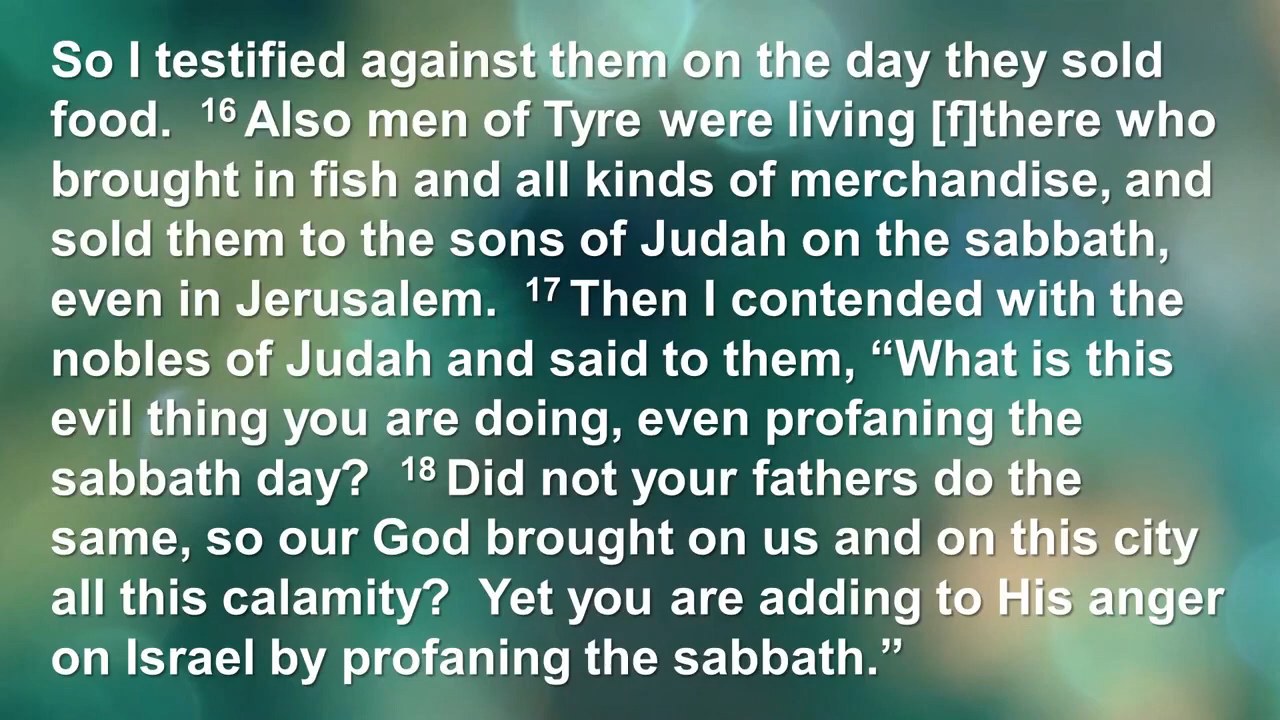 So I testified against them on the day they sold
food. 16 Also men of Tyre were living [f]there who
brought in fish and all kinds of merchandise, and
sold them to the sons of Judah on the sabbath,
even in Jerusalem. 17 Then I contended with the
nobles of Judah and said to them, “What is this
evil thing you are doing, even profaning the
sabbath day? 18 Did not your fathers do the
same, so our God brought on us and on this city
all this calamity? Yet you are adding to His anger
on Israel by profaning the sabbath.”